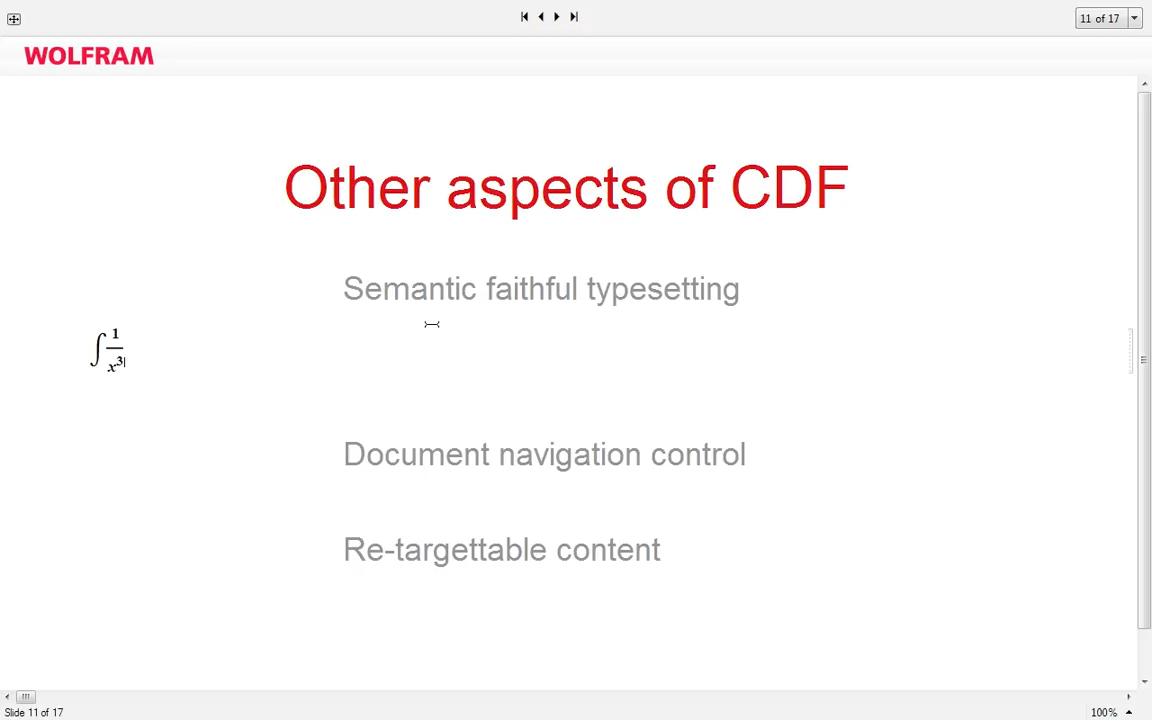 11 of 17
WOLFRAM
Other aspects of CDF
Semantic faithful typesetting
∫ 1/x³
Document navigation control
Re-targettable content
Slide 11 of 17
100%